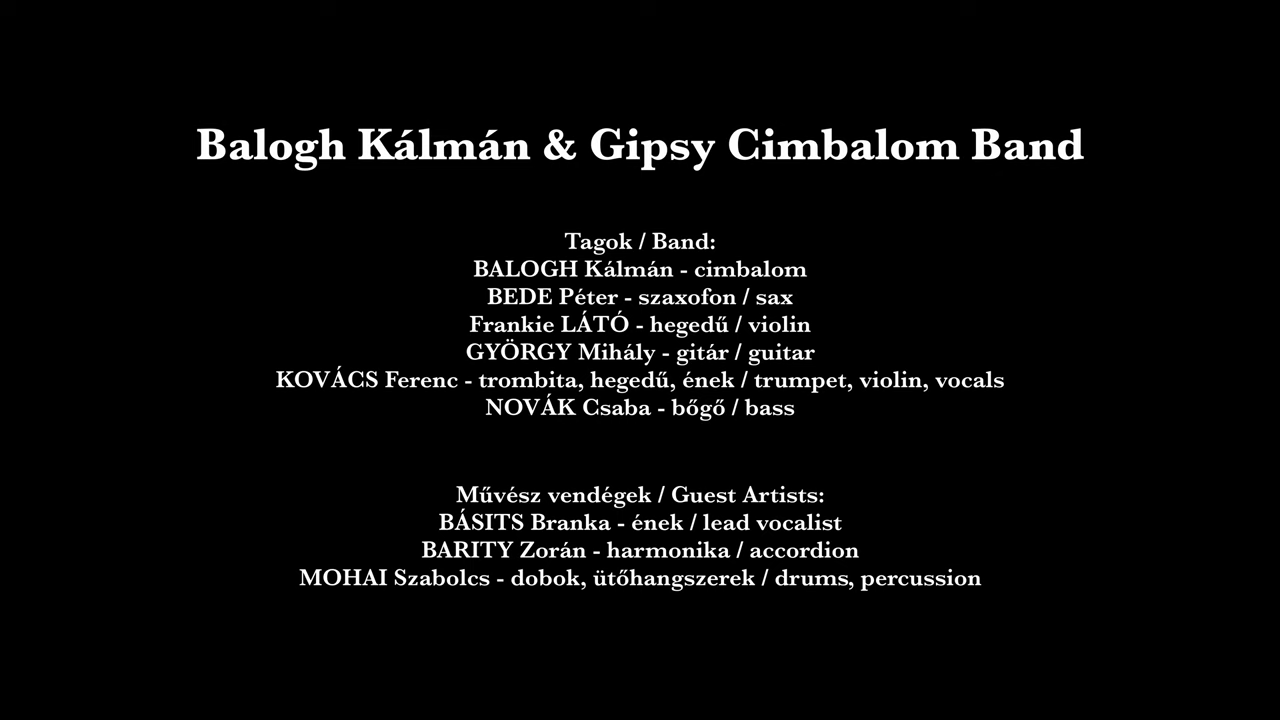 Balogh Kálmán & Gipsy Cimbalom Band
Tagok / Band:
BALOGH Kálmán - cimbalom
BEDE Péter - szaxofon / sax
Frankie LÁTÓ - hegedű / violin
GYÖRGY Mihály - gitár / guitar
KOVÁCS Ferenc - trombita, hegedű, ének / trumpet, violin, vocals
NOVÁK Csaba - bőgő / bass
Művész vendégek / Guest Artists:
BÁSITS Branka - ének / lead vocalist
BARITY Zorán - harmonika / accordion
MOHAI Szabolcs - dobok, ütőhangszerek / drums, percussion